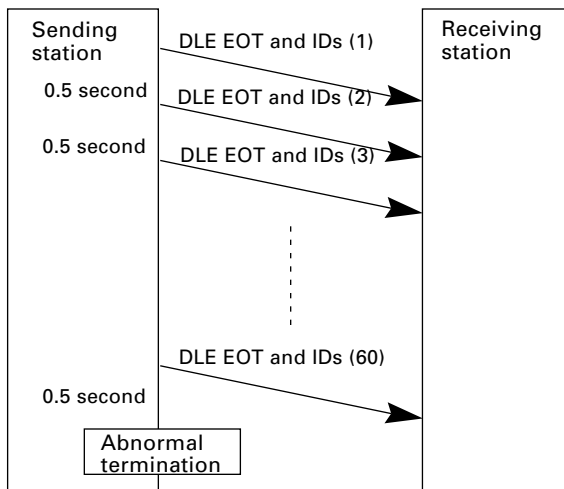 Sending
station
DLE EOT and IDs (1)
Receiving
station
0.5 second
DLE EOT and IDs (2)
0.5 second
DLE EOT and IDs (3)
DLE EOT and IDs (60)
0.5 second
Abnormal
termination